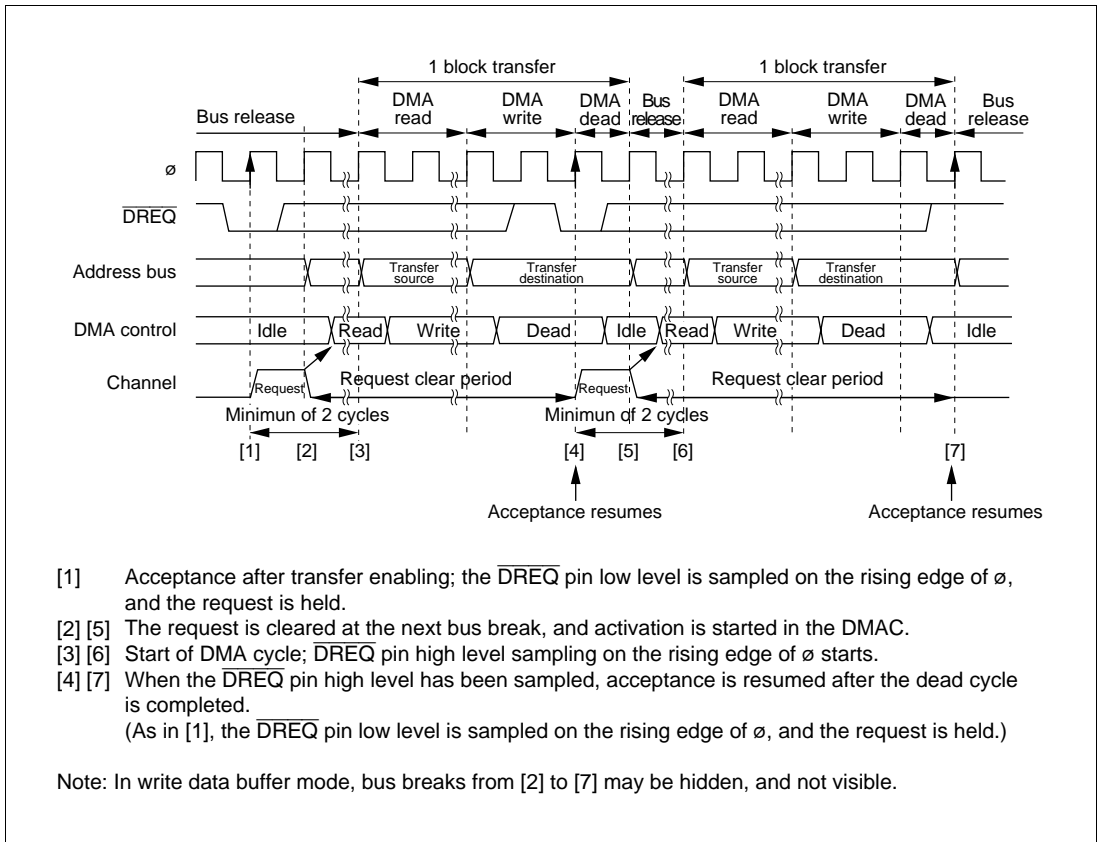 1 block transfer 1 block transfer
Bus release DMA read DMA write DMA dead Bus release DMA read DMA write DMA dead Bus release
ø
DREQ
Address bus Transfer source Transfer destination Transfer source Transfer destination
DMA control Idle Read Write Dead Idle Read Write Dead Idle
Channel Request Request clear period Request Request clear period
Minimun of 2 cycles Minimun of 2 cycles
[1] [2] [3] [4] [5] [6] [7]
Acceptance resumes Acceptance resumes
[1] Acceptance after transfer enabling; the DREQ pin low level is sampled on the rising edge of ø,
and the request is held.
[2] [5] The request is cleared at the next bus break, and activation is started in the DMAC.
[3] [6] Start of DMA cycle; DREQ pin high level sampling on the rising edge of ø starts.
[4] [7] When the DREQ pin high level has been sampled, acceptance is resumed after the dead cycle
is completed.
(As in [1], the DREQ pin low level is sampled on the rising edge of ø, and the request is held.)
Note: In write data buffer mode, bus breaks from [2] to [7] may be hidden, and not visible.